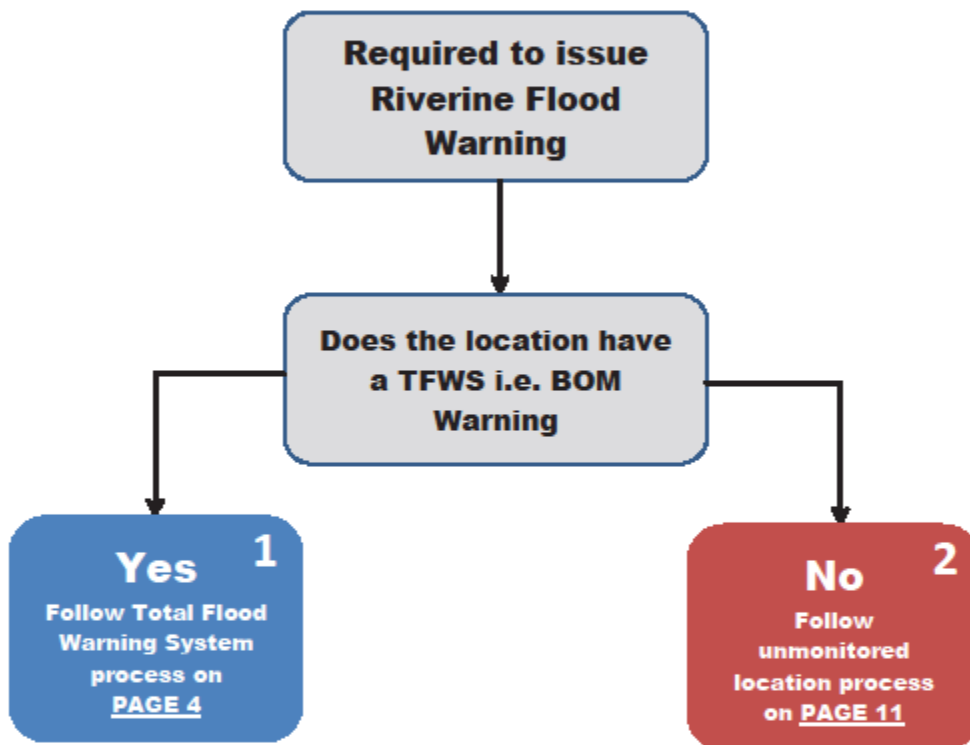 Required to issue
Riverine Flood
Warning
Does the location have
a TFWS i.e. BOM
Warning
Yes 1
Follow Total Flood
Warning System
process on
PAGE 4
No 2
Follow
unmonitored
location process
on PAGE 11